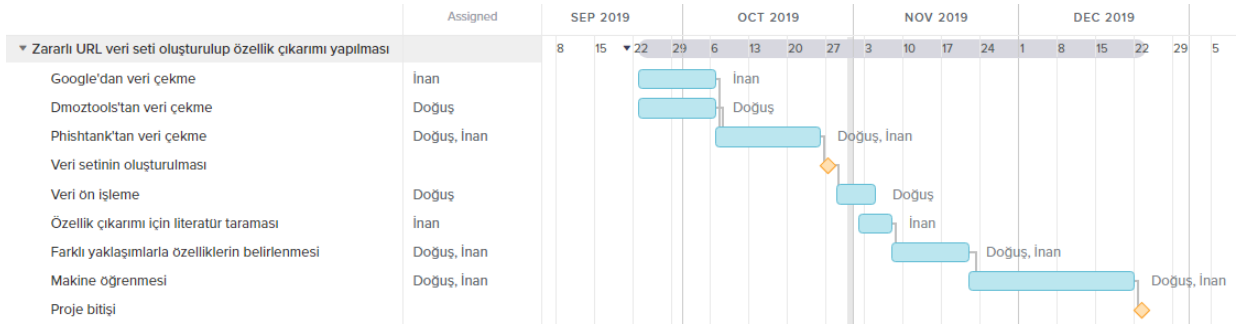 Assigned SEP 2019 OCT 2019 NOV 2019 DEC 2019
Zararlı URL veri seti oluşturulup özellik çıkarımı yapılması 8 15 22 29 6 13 20 27 3 10 17 24 1 8 15 22 29 5
Google'dan veri çekme İnan İnan
Dmoztools'tan veri çekme Doğuş Doğuş
Phishtank'tan veri çekme Doğuş, İnan Doğuş, İnan
Veri setinin oluşturulması
Veri ön işleme Doğuş Doğuş
Özellik çıkarımı için literatür taraması İnan İnan
Farklı yaklaşımlarla özelliklerin belirlenmesi Doğuş, İnan Doğuş, İnan
Makine öğrenmesi Doğuş, İnan Doğuş, İnan
Proje bitişi